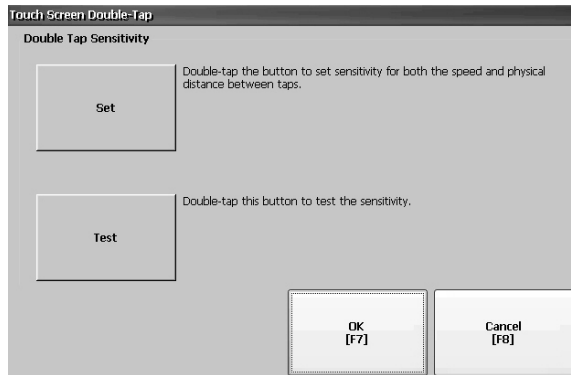 Touch Screen Double-Tap
Double Tap Sensitivity
Set
Double-tap the button to set sensitivity for both the speed and physical
distance between taps.
Test
Double-tap this button to test the sensitivity.
OK
[F7]
Cancel
[F8]